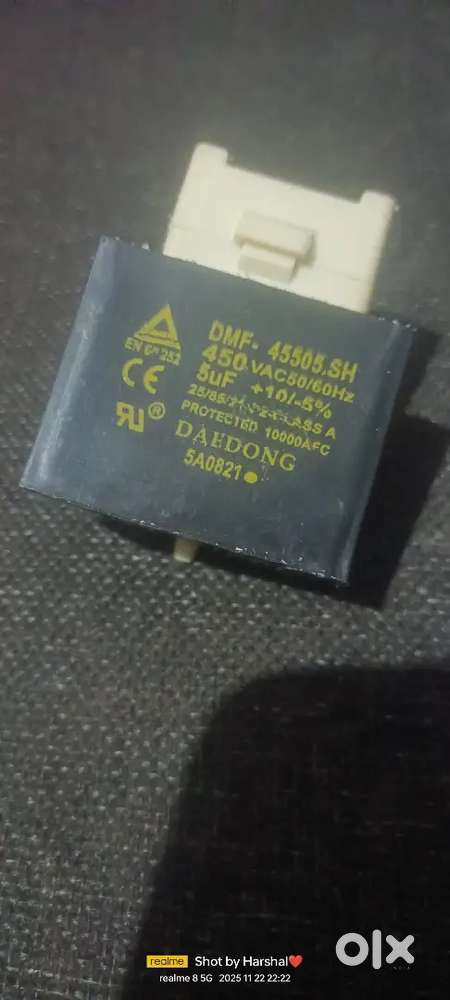 DMF- 45505.SH
EN 60252
450 VAC50/60Hz
5uF +10/-5%
CE
PROTECTED 10000AFC
DAEDONG
5A0821
realme Shot by Harshal❤️
realme 8 5G 2025 11 22 22:22
olx